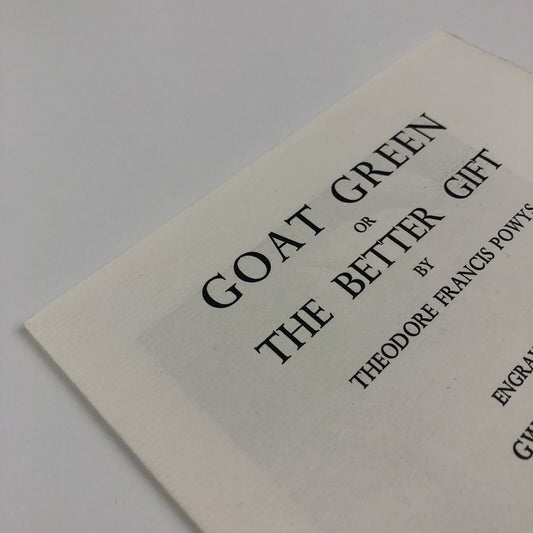 GOAT GREEN
OR
THE BETTER GIFT
BY
THEODORE FRANCIS POWYS